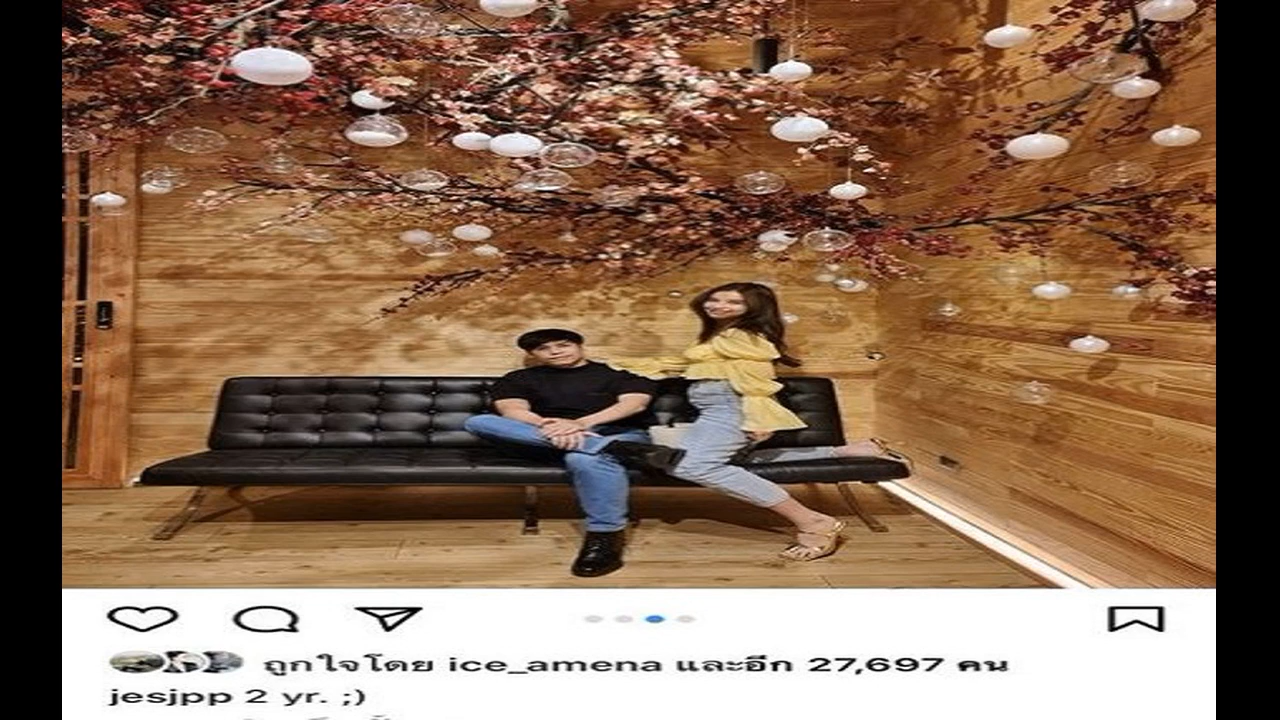 ถูกใจโดย ice_amena และอีก 27,697 คน
jesjpp 2 yr. ;)